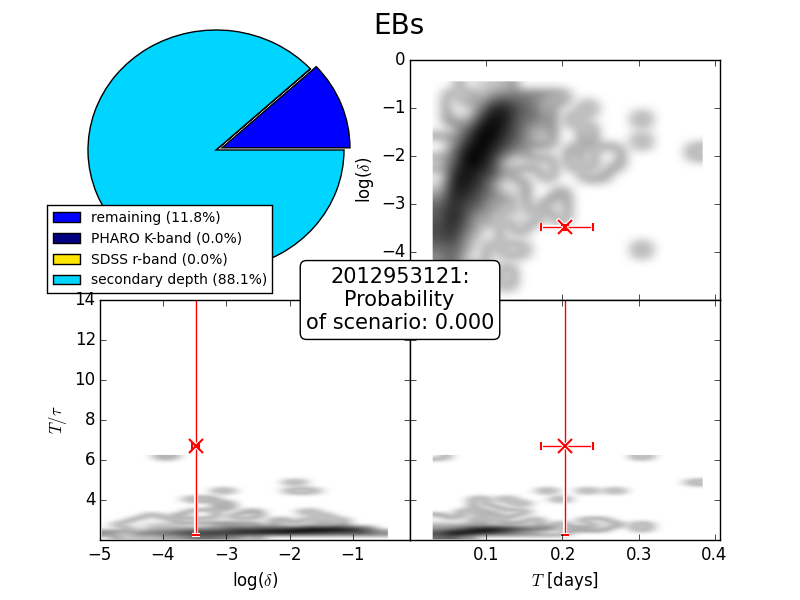 EBs
remaining (11.8%)
PHARO K-band (0.0%)
SDSS r-band (0.0%)
secondary depth (88.1%)
0
−1
−2
−3
−4
log(δ)
2012953121:
Probability
of scenario: 0.000
14
12
10
8
6
4
T/τ
−5 −4 −3 −2 −1
log(δ)
0.1 0.2 0.3 0.4
T [days]